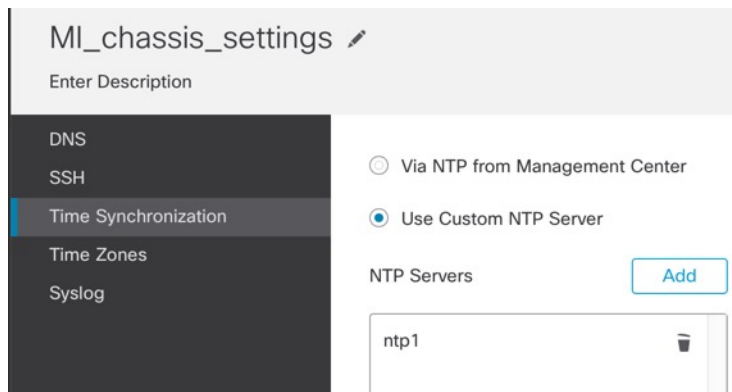 MI_chassis_settings
Enter Description
DNS
SSH
Time Synchronization
Time Zones
Syslog
Via NTP from Management Center
Use Custom NTP Server
NTP Servers
Add
ntp1